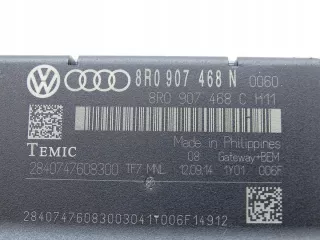 8R0 907 468 N 0060
8R0 907 468 C H11
Made in Philippines
TEMIC 08 Gateway+BEM
2840747608300 TF7 MNL 12.09.14 1Y01 006F
28407476083003041T006F14912